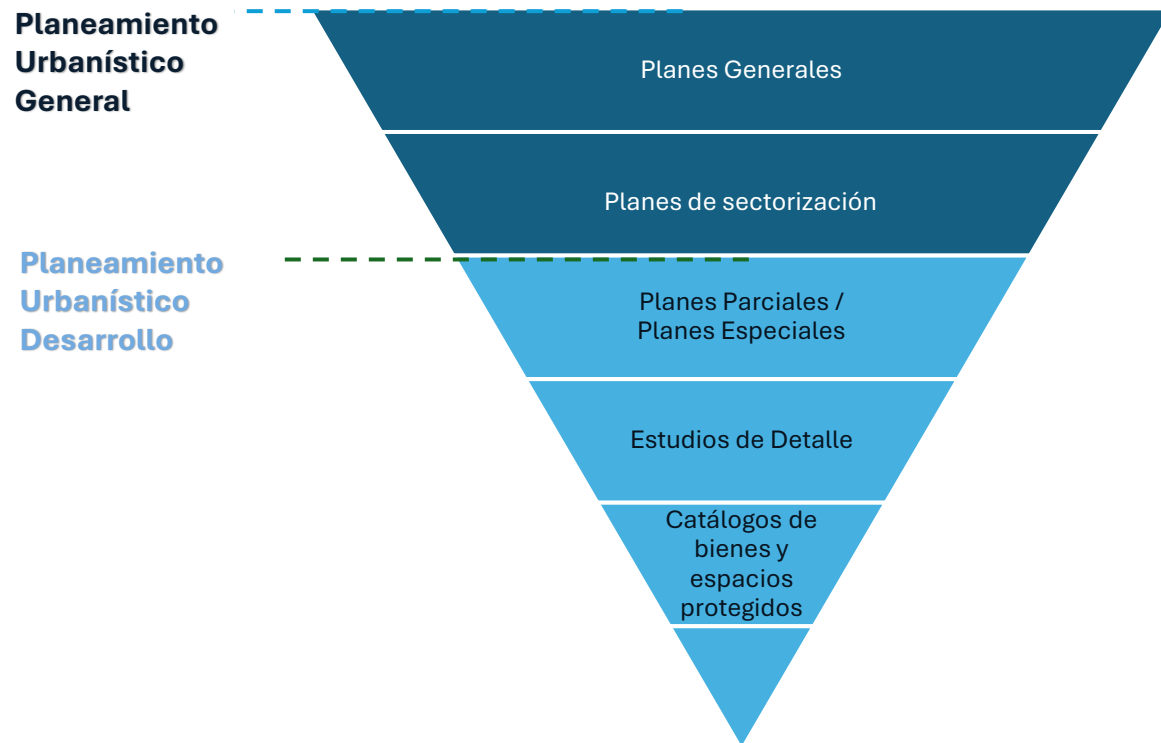 Planeamiento
Urbanístico
General
Planes Generales
Planes de sectorización
Planeamiento
Urbanístico
Desarrollo
Planes Parciales /
Planes Especiales
Estudios de Detalle
Catálogos de
bienes y
espacios
protegidos